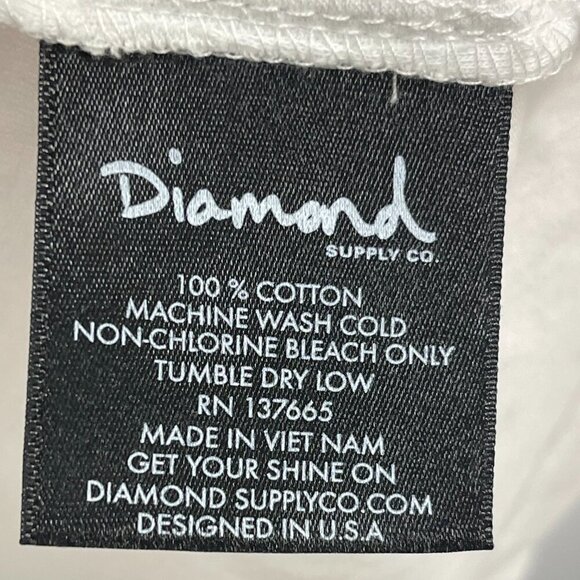 Diamond
SUPPLY CO.
100 % COTTON
MACHINE WASH COLD
NON-CHLORINE BLEACH ONLY
TUMBLE DRY LOW
RN 137665
MADE IN VIET NAM
GET YOUR SHINE ON
DIAMOND SUPPLYCO.COM
DESIGNED IN U.S.A